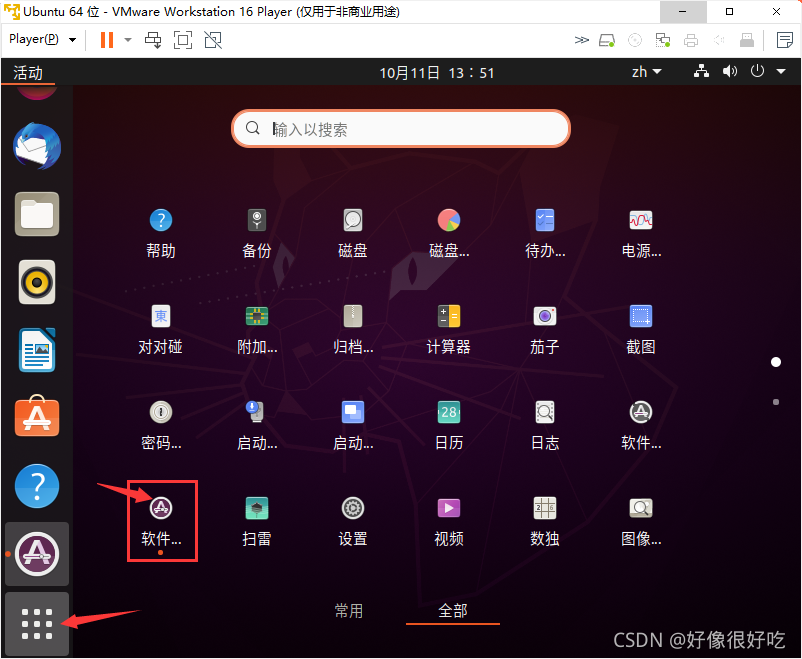 Ubuntu 64 位 - VMware Workstation 16 Player (仅用于非商业用途)
Player(P)
活动
10月11日 13：51
zh
输入以搜索
帮助
备份
磁盘
磁盘...
待办...
电源...
对对碰
附加...
归档...
计算器
茄子
截图
密码...
启动...
启动...
日历
日志
软件...
软件...
扫雷
设置
视频
数独
图像...
常用
全部
CSDN @好像很好吃